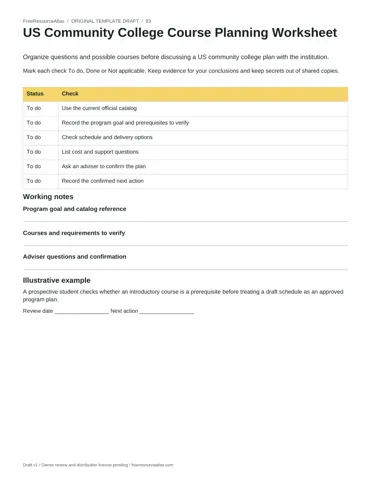 FreeResourceAtlas / ORIGINAL TEMPLATE DRAFT / 03
US Community College Course Planning Worksheet
Organize questions and possible courses before discussing a US community college plan with the institution.
Mark each check To do, Done or Not applicable. Keep evidence for your conclusions and keep secrets out of shared copies.
Status Check
To do Use the current official catalog
To do Record the program goal and prerequisites to verify
To do Check schedule and delivery options
To do List cost and support questions
To do Ask an adviser to confirm the plan
To do Record the confirmed next action
Working notes
Program goal and catalog reference
Courses and requirements to verify
Adviser questions and confirmation
Illustrative example
A prospective student checks whether an introductory course is a prerequisite before treating a draft schedule as an approved
program plan.
Review date ____________________ Next action ____________________
Draft v1 / Owner review and distribution license pending / freeresourceatlas.com